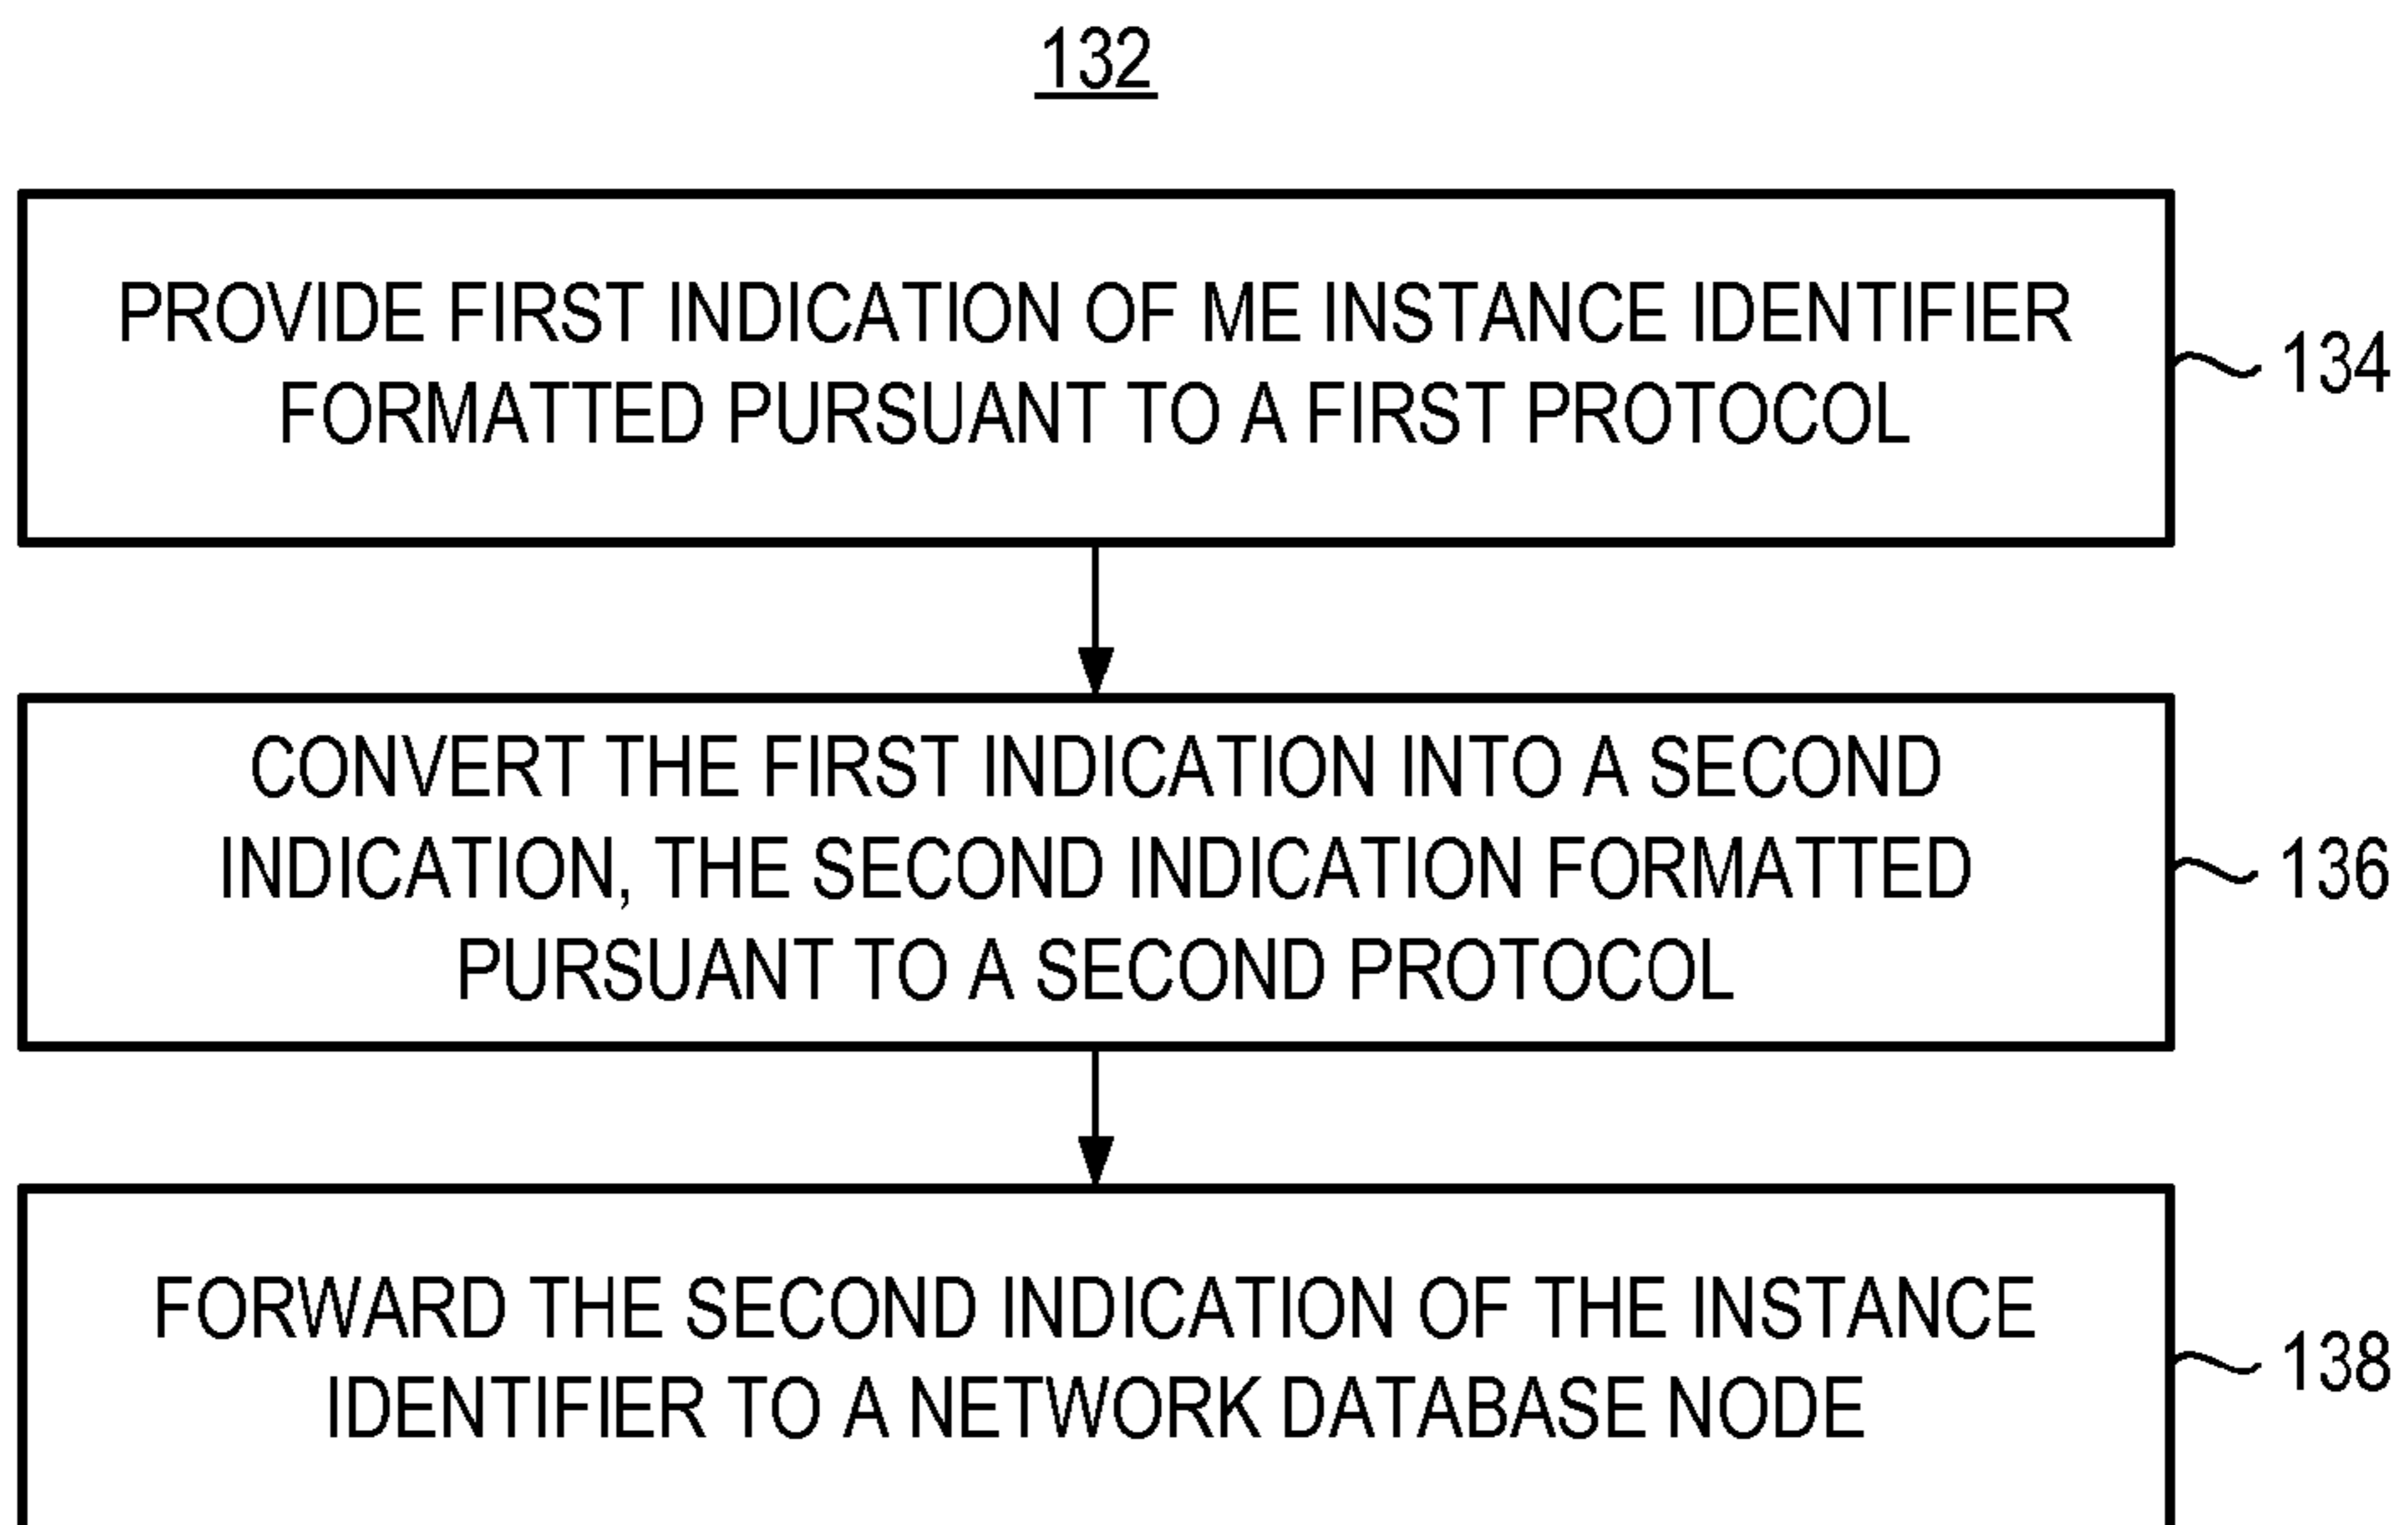 132
PROVIDE FIRST INDICATION OF ME INSTANCE IDENTIFIER
FORMATTED PURSUANT TO A FIRST PROTOCOL
134
CONVERT THE FIRST INDICATION INTO A SECOND
INDICATION, THE SECOND INDICATION FORMATTED
PURSUANT TO A SECOND PROTOCOL
136
FORWARD THE SECOND INDICATION OF THE INSTANCE
IDENTIFIER TO A NETWORK DATABASE NODE
138